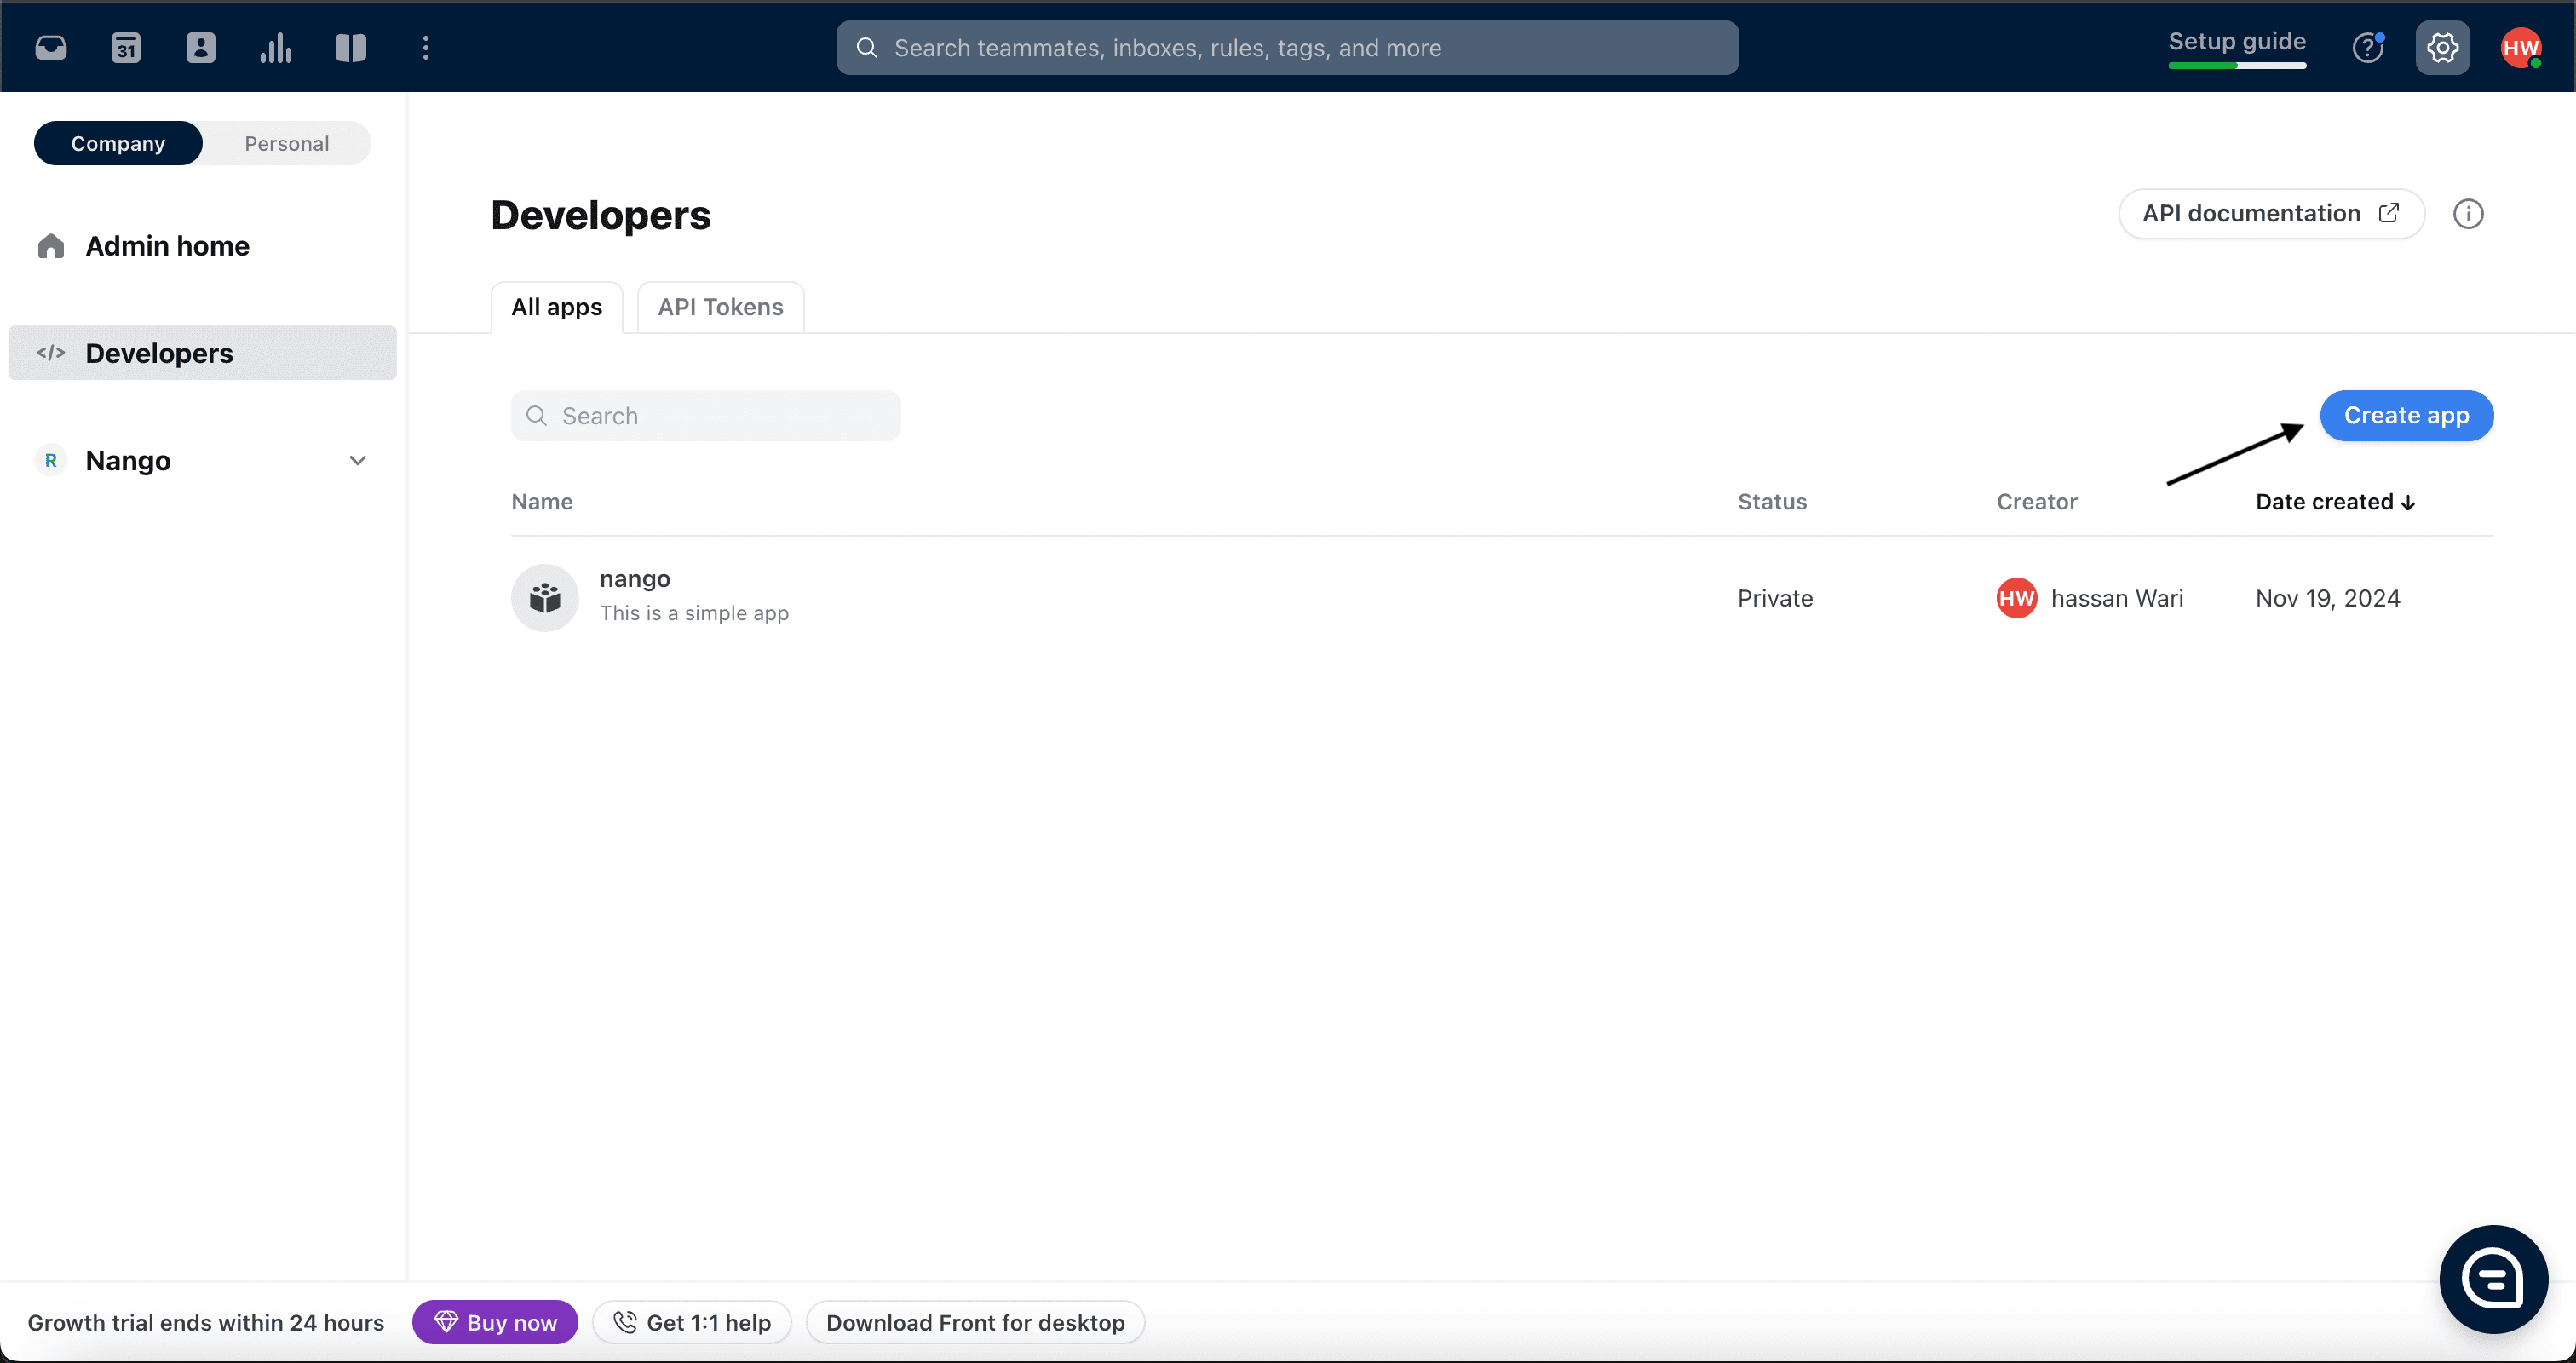 31
Search teammates, inboxes, rules, tags, and more
Setup guide
HW
Company
Personal
Admin home
Developers
R
Nango
Developers
API documentation
All apps
API Tokens
Search
Create app
Name
Status
Creator
Date created
nango
This is a simple app
Private
HW
hassan Wari
Nov 19, 2024
Growth trial ends within 24 hours
Buy now
Get 1:1 help
Download Front for desktop